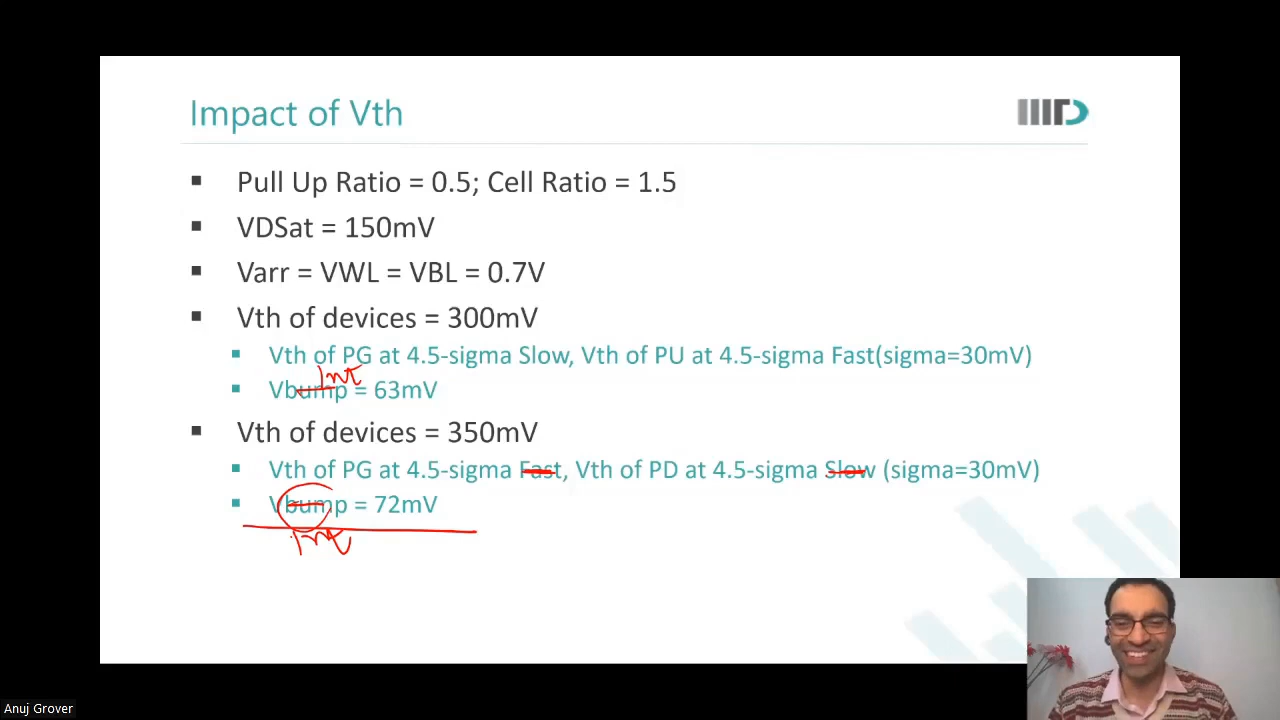 Impact of Vth
IIITD
Pull Up Ratio = 0.5; Cell Ratio = 1.5
VDSat = 150mV
Varr = VWL = VBL = 0.7V
Vth of devices = 300mV
Vth of PG at 4.5-sigma Slow, Vth of PU at 4.5-sigma Fast(sigma=30mV)
Int
Vbump = 63mV
Vth of devices = 350mV
Vth of PG at 4.5-sigma Fast, Vth of PD at 4.5-sigma Slow (sigma=30mV)
Vbump = 72mV
Int
Anuj Grover